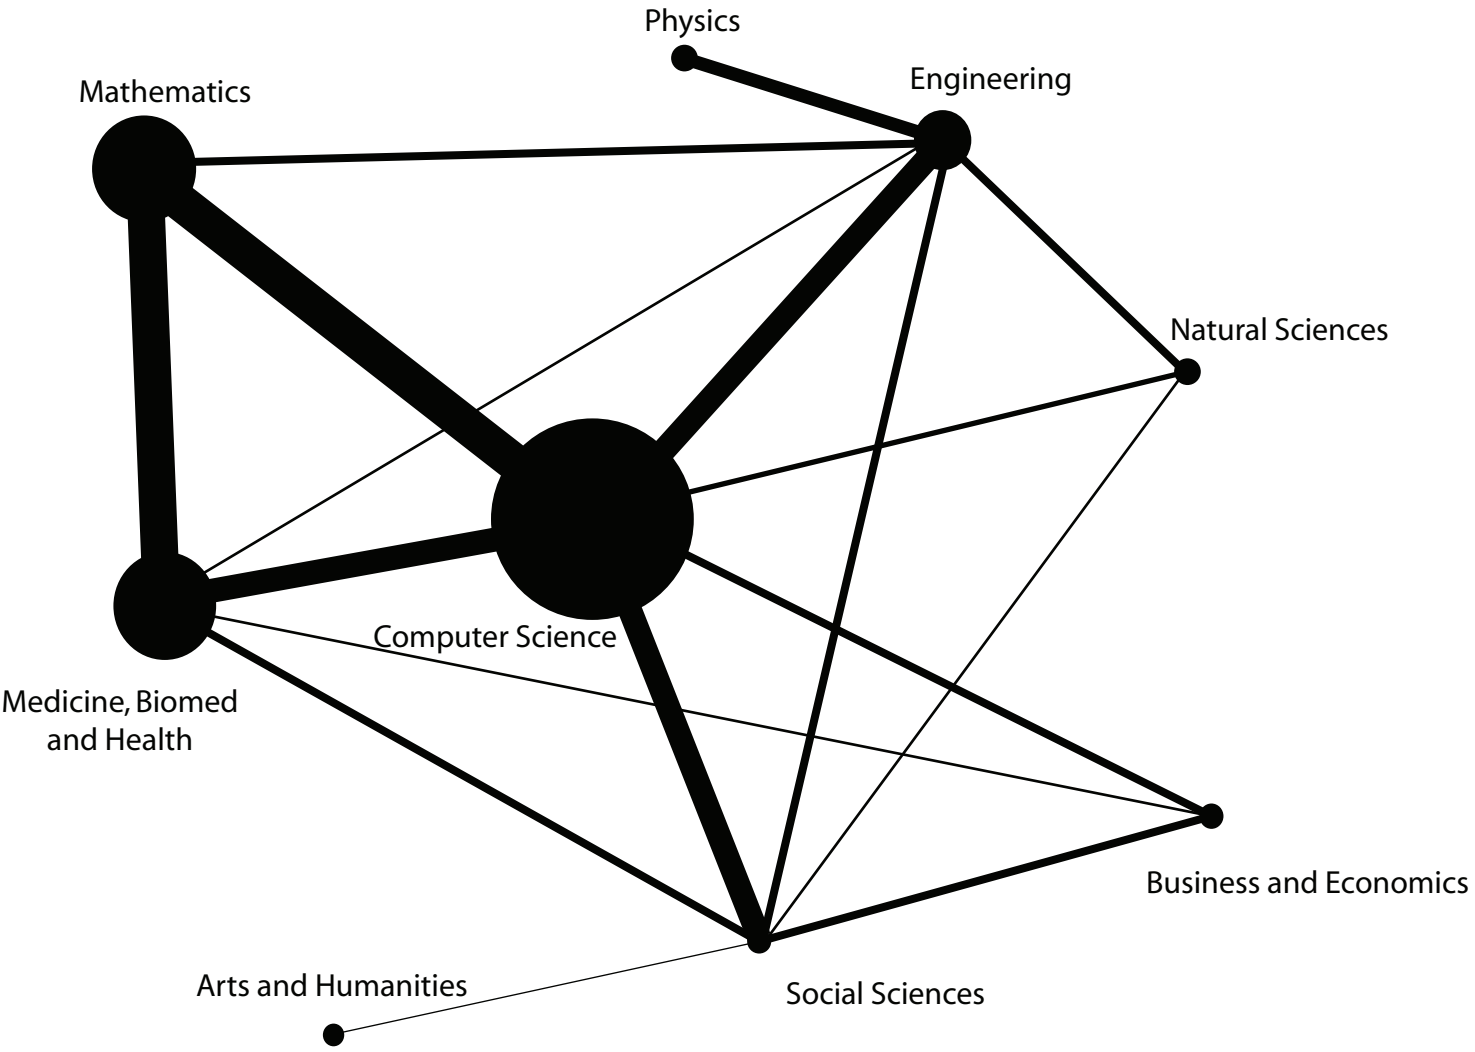 Physics
Engineering
Mathematics
Natural Sciences
Computer Science
Medicine, Biomed
and Health
Business and Economics
Arts and Humanities
Social Sciences